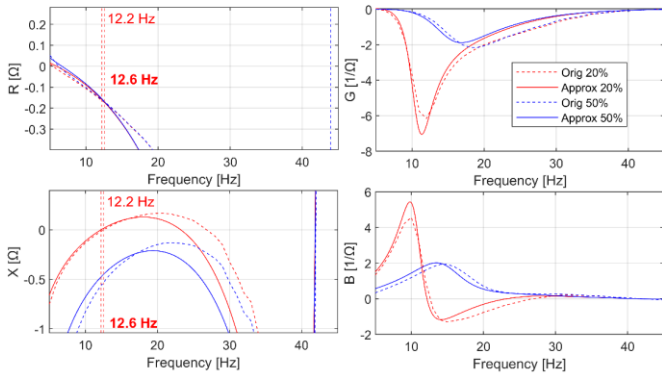 12.2 Hz
12.6 Hz
0.2
0.1
0
-0.1
-0.2
-0.3
R [Ω]
10
20
30
40
Frequency [Hz]
0
-2
-4
-6
-8
G [1/Ω]
Orig 20%
Approx 20%
Orig 50%
Approx 50%
10
20
30
40
Frequency [Hz]
12.2 Hz
12.6 Hz
0
-0.5
-1
X [Ω]
10
20
30
40
Frequency [Hz]
6
4
2
0
-2
B [1/Ω]
10
20
30
40
Frequency [Hz]